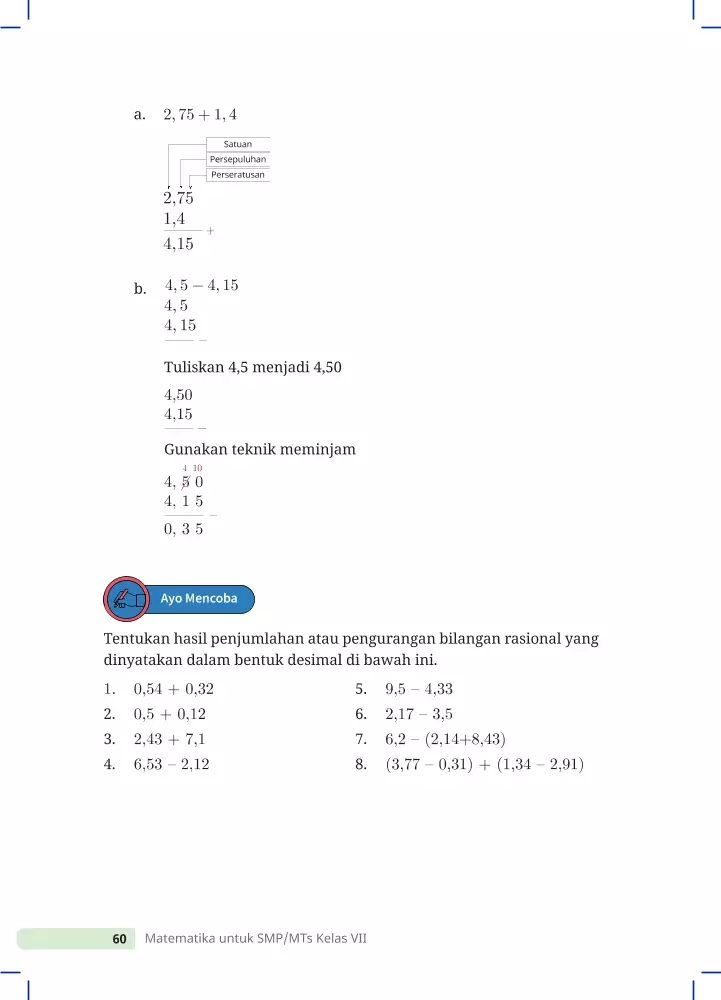 a. 2, 75 + 1, 4
Satuan
Persepuluhan
Perseratusan
2,75
1,4
+
4,15
b. 4, 5 − 4, 15
4, 5
4, 15
−
Tuliskan 4,5 menjadi 4,50
4,50
4,15
−
Gunakan teknik meminjam
4 10
4, 5 0
4, 1 5
−
0, 3 5
Ayo Mencoba
Tentukan hasil penjumlahan atau pengurangan bilangan rasional yang
dinyatakan dalam bentuk desimal di bawah ini.
1. 0,54 + 0,32
2. 0,5 + 0,12
3. 2,43 + 7,1
4. 6,53 – 2,12
5. 9,5 – 4,33
6. 2,17 – 3,5
7. 6,2 – (2,14+8,43)
8. (3,77 – 0,31) + (1,34 – 2,91)
60 Matematika untuk SMP/MTs Kelas VII